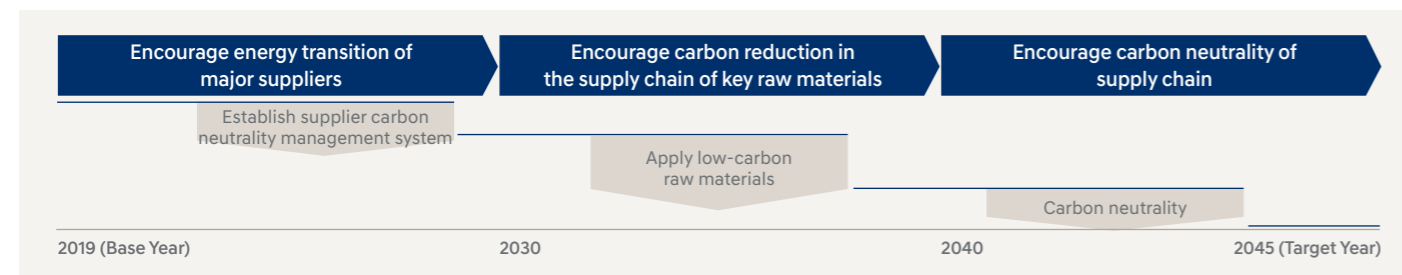 Encourage energy transition of
major suppliers
Encourage carbon reduction in
the supply chain of key raw materials
Encourage carbon neutrality of
supply chain
Establish supplier carbon
neutrality management system
Apply low-carbon
raw materials
Carbon neutrality
2019 (Base Year)
2030
2040
2045 (Target Year)